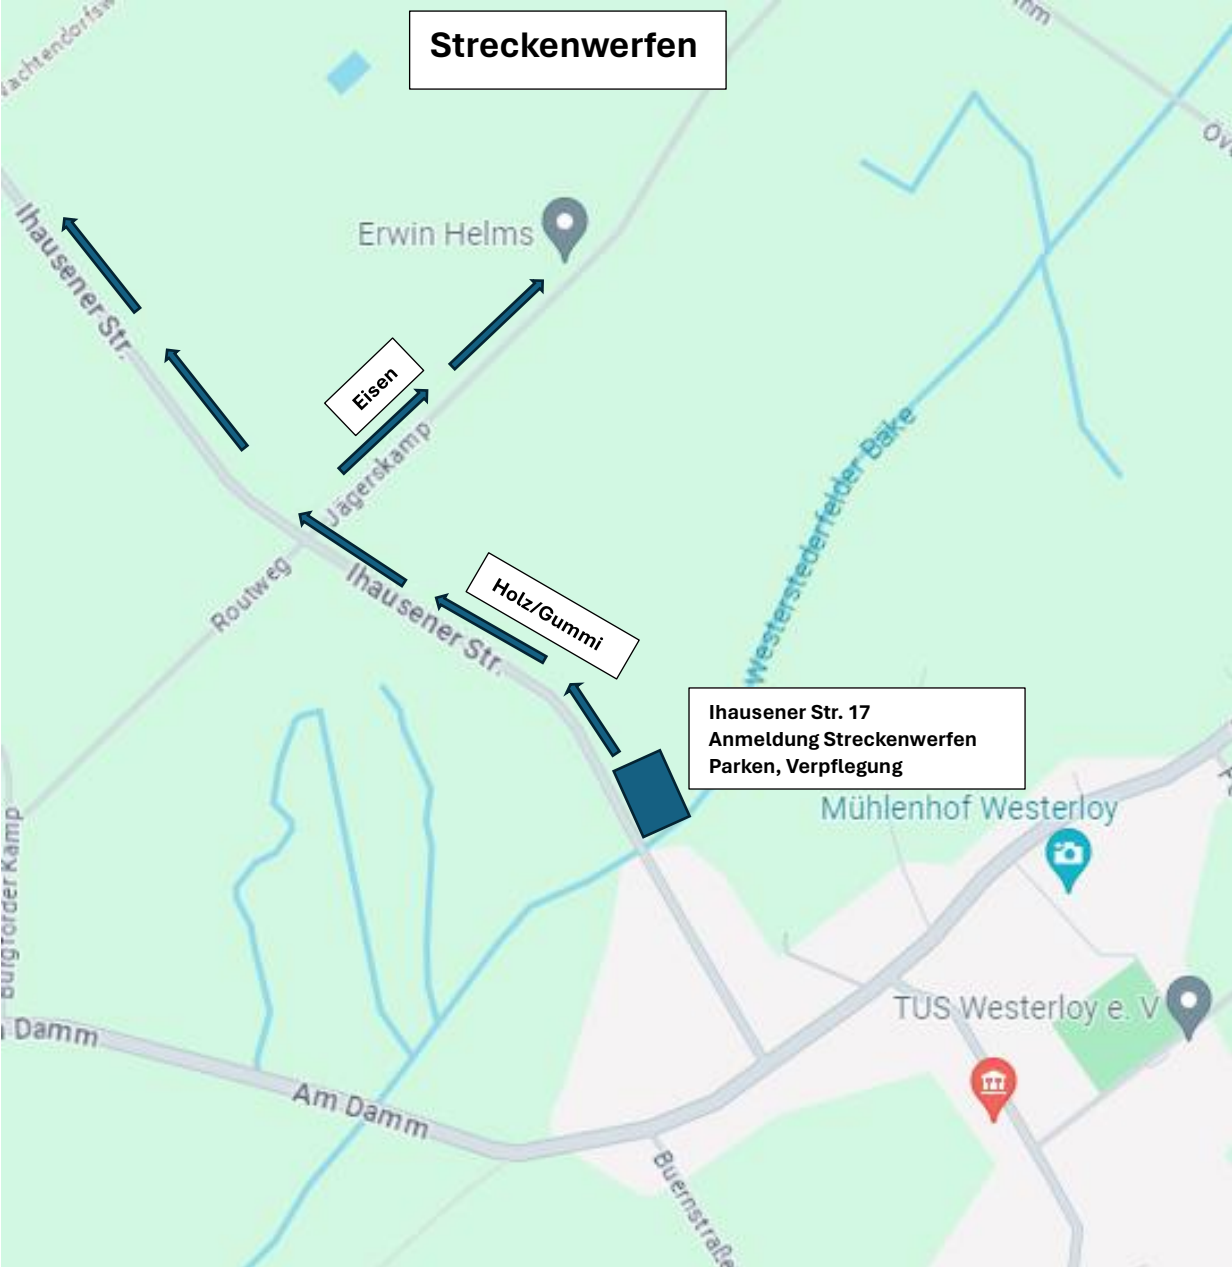 Streckenwerfen
Erwin Helms
Ihausener Str.
Eisen
Jägerskamp
Routweg
Ihausener Str.
Holz/Gummi
Westerstederfelder Bäke
Ihausener Str. 17
Anmeldung Streckenwerfen
Parken, Verpflegung
Mühlenhof Westerloy
Burgforder Kamp
TUS Westerloy e. V
Damm
Am Damm
Buernstraße